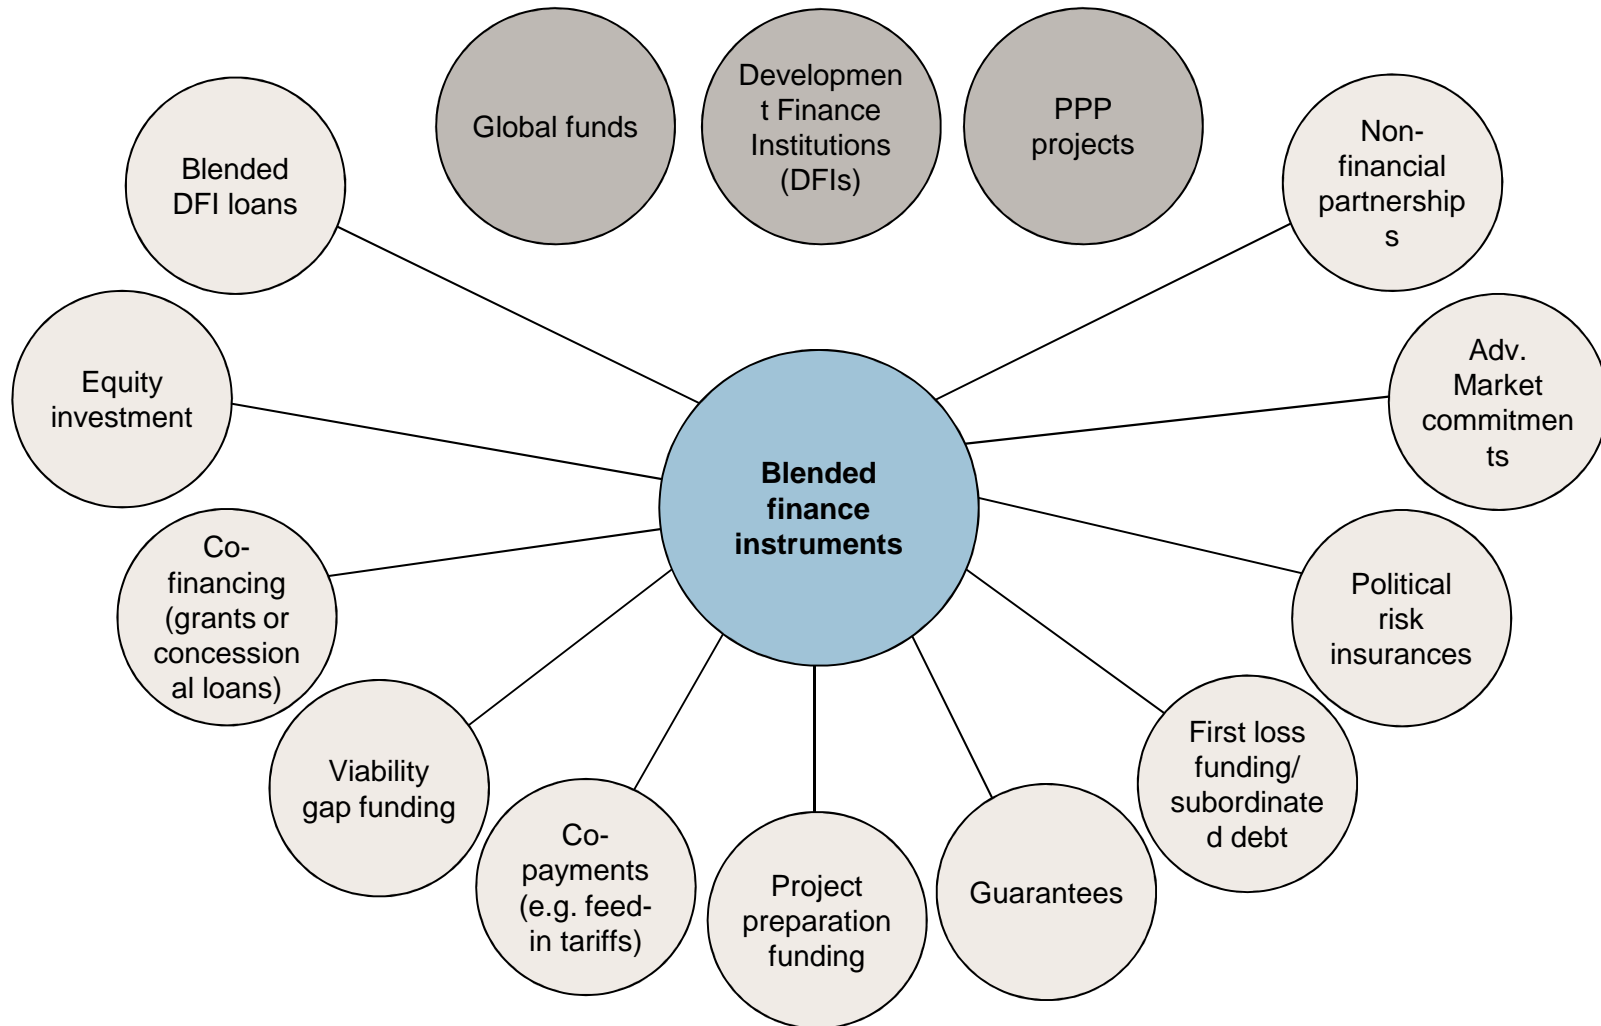 Global funds
Developmen
t Finance
Institutions
(DFIs)
PPP
projects
Blended
DFI loans
Non-
financial
partnership
s
Equity
investment
Adv.
Market
commitmen
ts
Blended
finance
instruments
Co-
financing
(grants or
concession
al loans)
Political
risk
insurances
Viability
gap funding
First loss
funding/
subordinate
d debt
Co-
payments
(e.g. feed-
in tariffs)
Project
preparation
funding
Guarantees